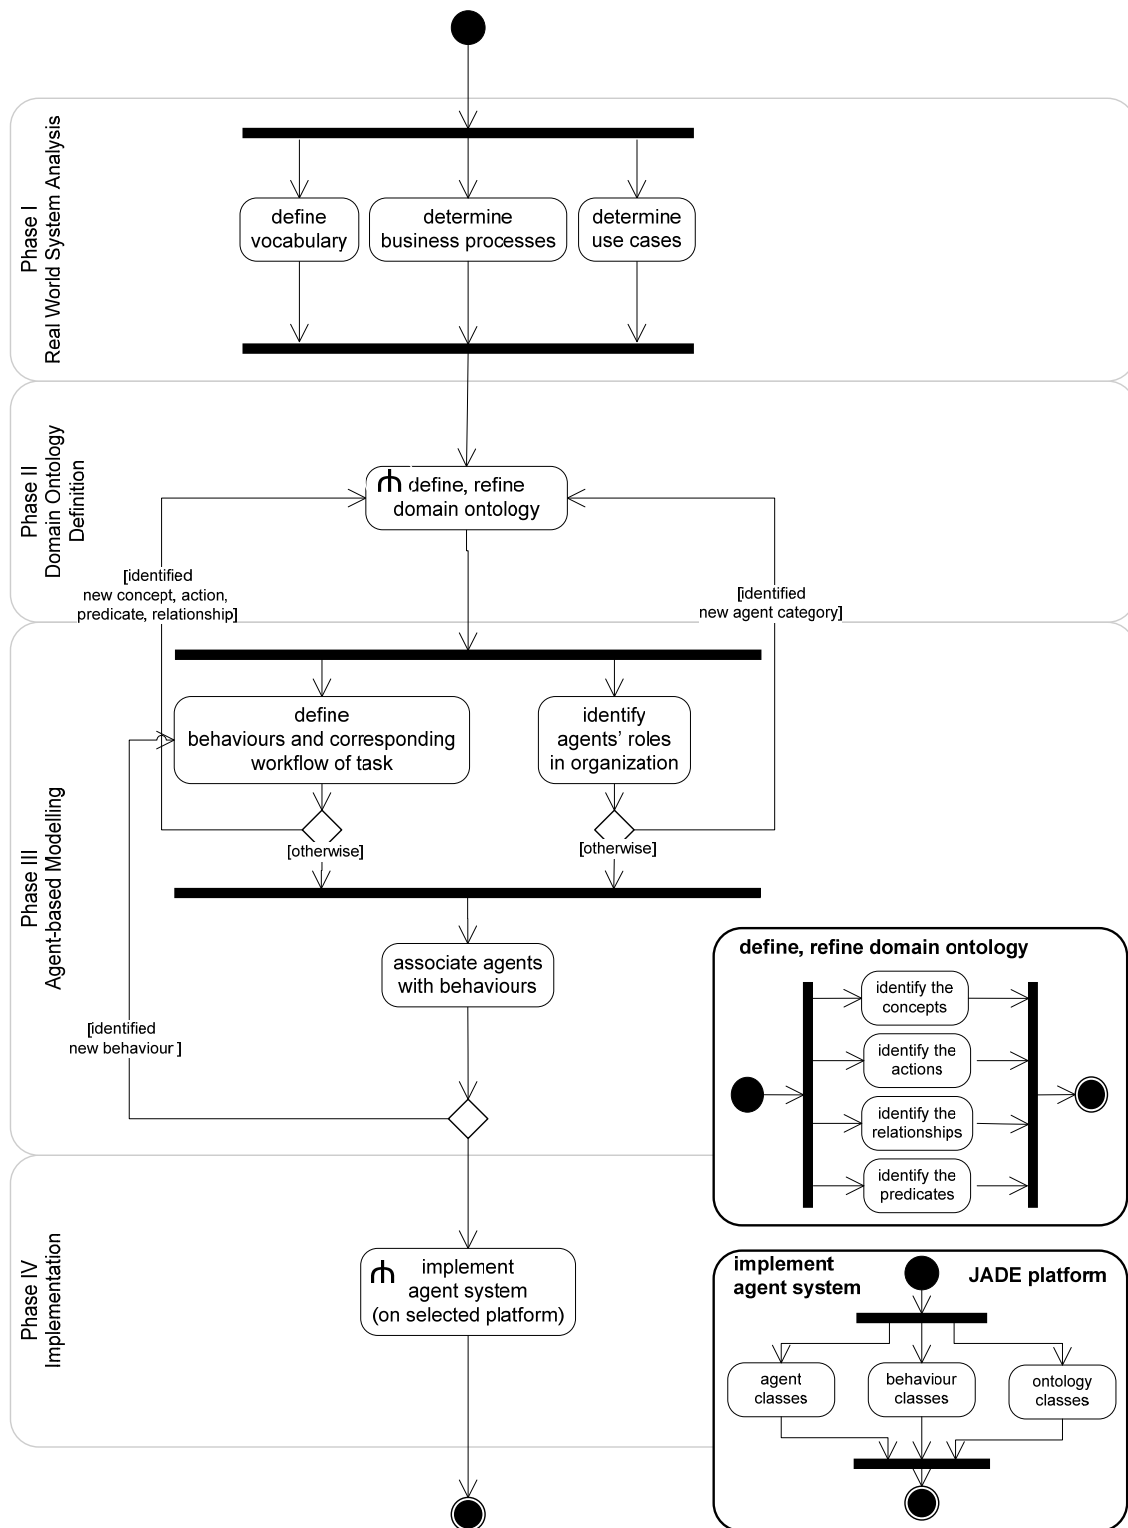 Phase I
Real World System Analysis
define
vocabulary
determine
business processes
determine
use cases
Phase II
Domain Ontology
Definition
define, refine
domain ontology
[identified
new concept, action,
predicate, relationship]
[identified
new agent category]
Phase III
Agent-based Modelling
define
behaviours and corresponding
workflow of task
identify
agents' roles
in organization
[otherwise]
[otherwise]
associate agents
with behaviours
[identified
new behaviour ]
define, refine domain ontology
identify the
concepts
identify the
actions
identify the
relationships
identify the
predicates
Phase IV
Implementation
implement
agent system
(on selected platform)
implement
agent system
JADE platform
agent
classes
behaviour
classes
ontology
classes